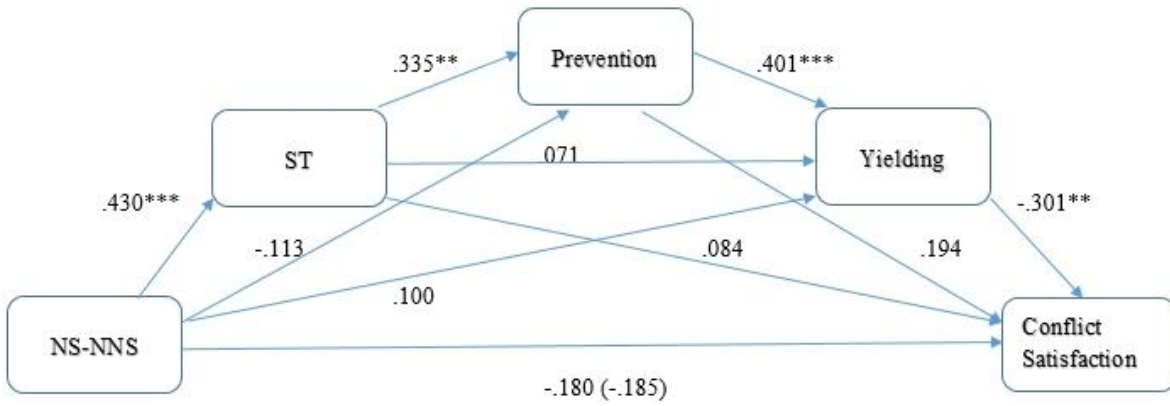 Prevention
.335**
.401***
ST
071
Yielding
.430***
-.301**
-.113
.084
.194
.100
NS-NNS
Conflict
Satisfaction
-.180 (-.185)